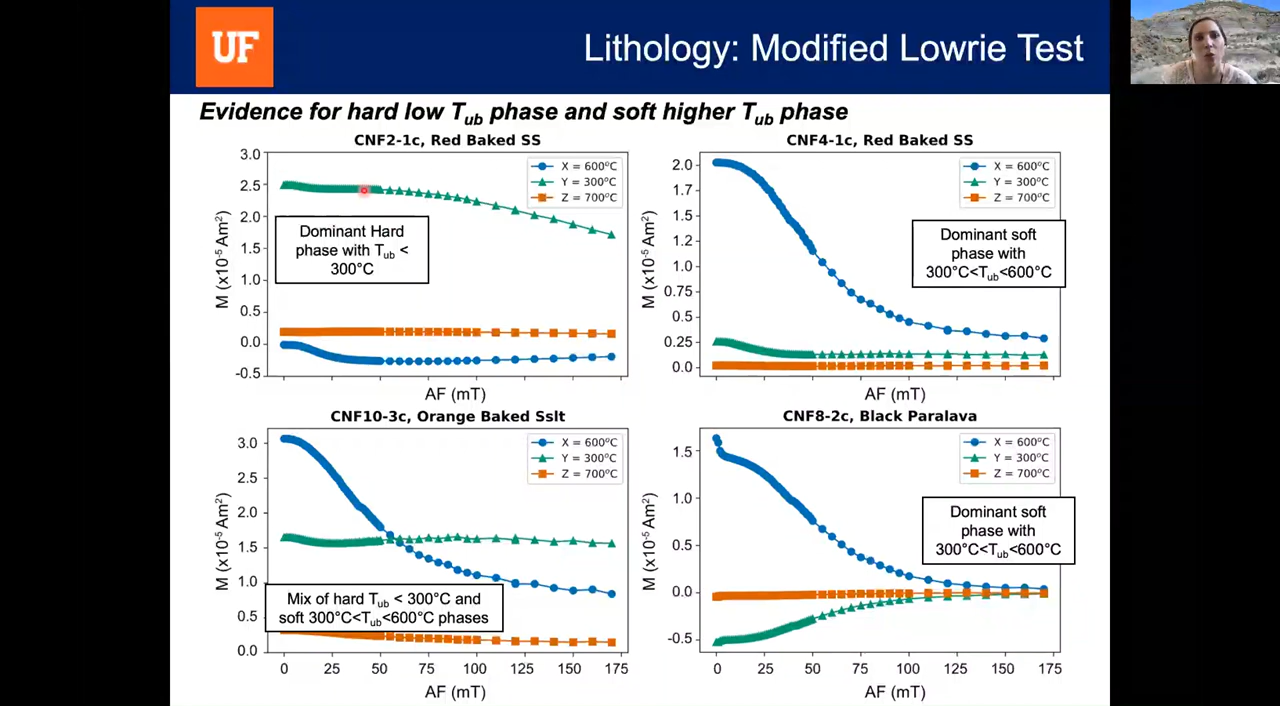 UF
Lithology: Modified Lowrie Test
Evidence for hard low Tub phase and soft higher Tub phase
CNF2-1c, Red Baked SS
3.0
2.5
2.0
1.5
1.0
0.5
0.0
-0.5
M (x10⁻⁵ Am²)
X = 600°C
Y = 300°C
Z = 700°C
Dominant Hard
phase with Tub <
300°C
AF (mT)
CNF4-1c, Red Baked SS
2.0
1.7
1.5
1.2
1.0
0.75
0.5
0.25
0.0
M (x10⁻⁵ Am²)
X = 600°C
Y = 300°C
Z = 700°C
Dominant soft
phase with
300°C<Tub<600°C
AF (mT)
CNF10-3c, Orange Baked Sslt
3.0
2.5
2.0
1.5
1.0
0.5
0.0
M (x10⁻⁵ Am²)
X = 600°C
Y = 300°C
Z = 700°C
Mix of hard Tub < 300°C and
soft 300°C<Tub<600°C phases
0 25 50 75 100 125 150 175
AF (mT)
CNF8-2c, Black Paralava
1.5
1.0
0.5
0.0
-0.5
M (x10⁻⁵ Am²)
X = 600°C
Y = 300°C
Z = 700°C
Dominant soft
phase with
300°C<Tub<600°C
0 25 50 75 100 125 150 175
AF (mT)